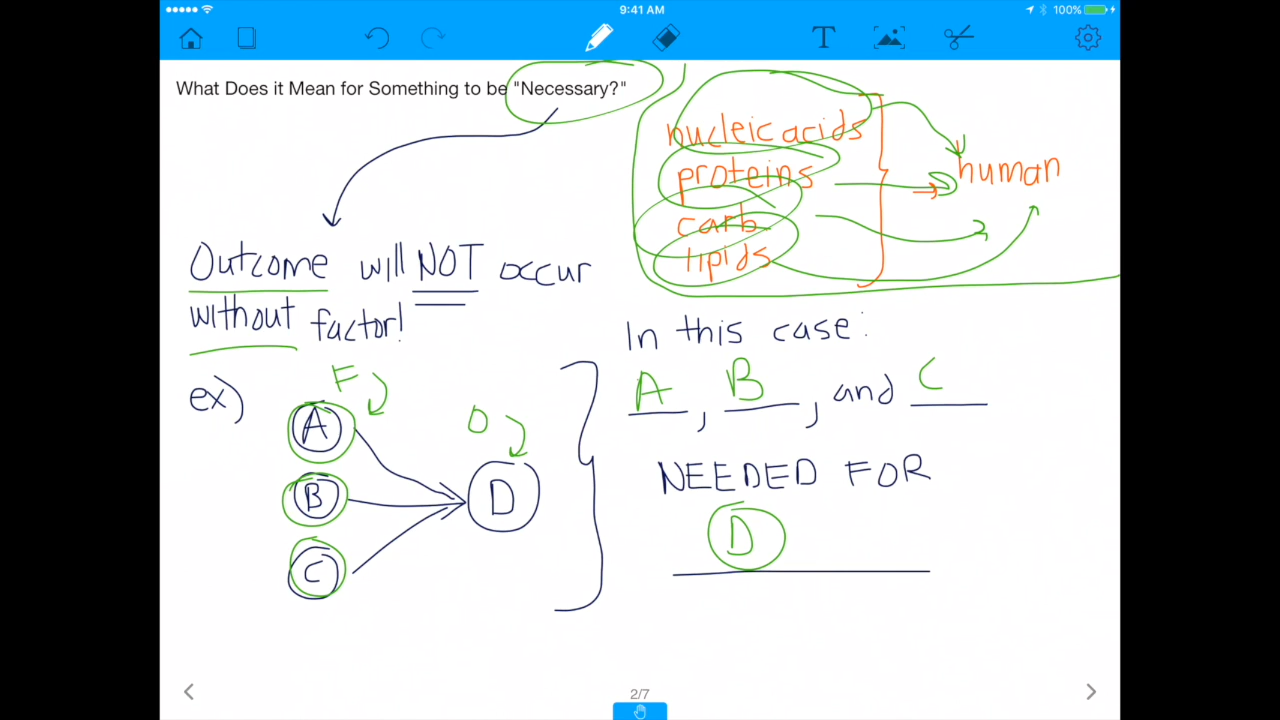 9:41 AM
100%
T
What Does it Mean for Something to be "Necessary?"
nucleic acids
proteins
carb
lipids
human
Outcome will NOT occur
without factor!
In this case:
A, B, and C
NEEDED FOR
D
ex)
F
A
B
C
O
D
2/7